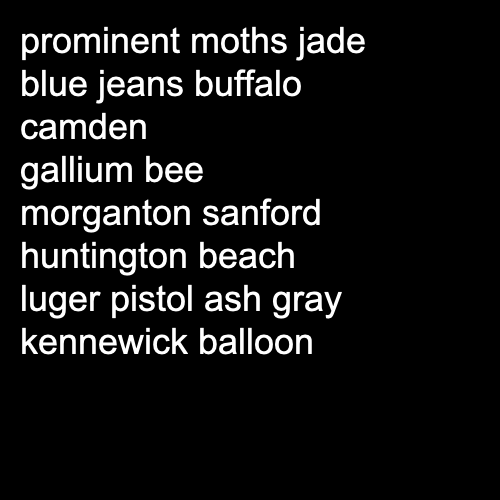 prominent moths jade
blue jeans buffalo
camden
gallium bee
morganton sanford
huntington beach
luger pistol ash gray
kennewick balloon